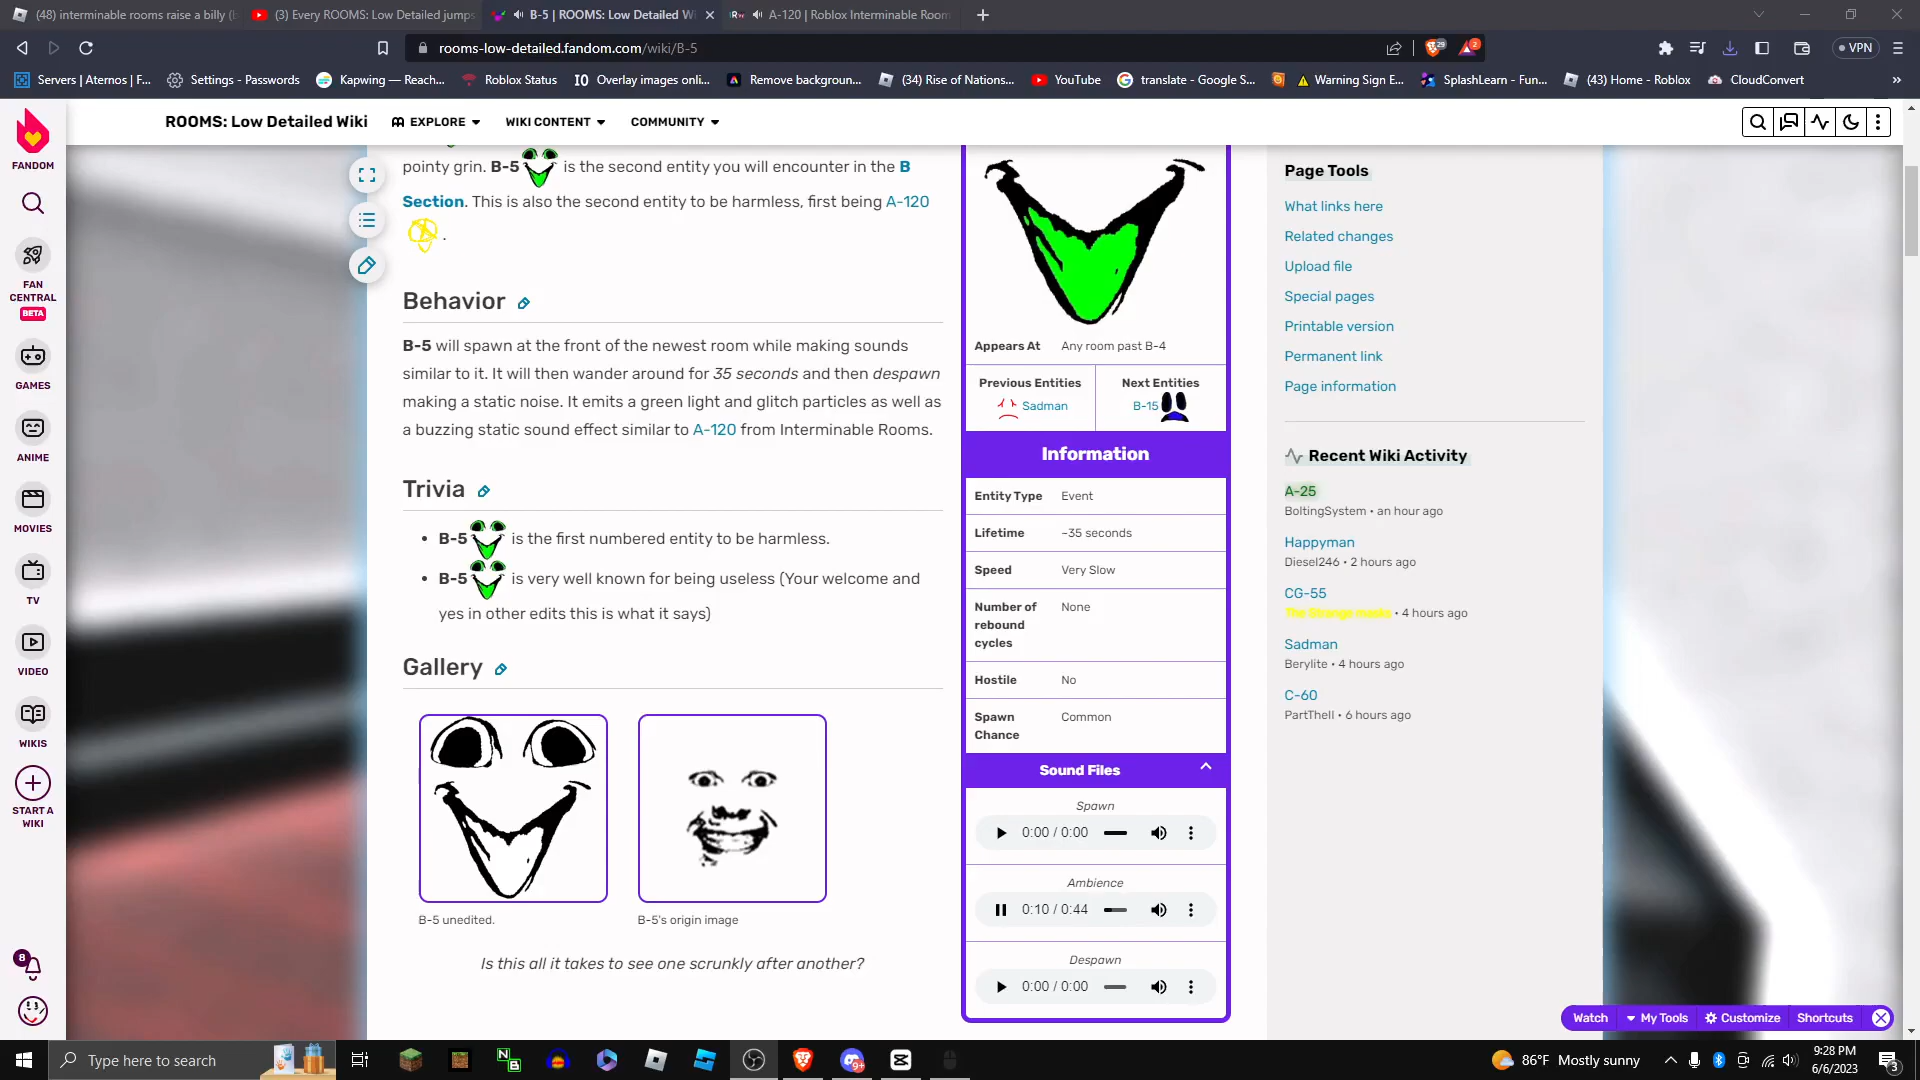 (48) interminable rooms raise a billy (
(3) Every ROOMS: Low Detailed jumps
B-5 | ROOMS: Low Detailed Wi
A-120 | Roblox Interminable Room
rooms-low-detailed.fandom.com/wiki/B-5
29
2
VPN
Servers | Aternos | F...
Settings - Passwords
Kapwing — Reach...
Roblox Status
IO Overlay images onli...
Remove backgroun...
(34) Rise of Nations...
YouTube
translate - Google S...
Warning Sign E...
SplashLearn - Fun...
(43) Home - Roblox
CloudConvert
ROOMS: Low Detailed Wiki
EXPLORE
WIKI CONTENT
COMMUNITY
FANDOM
FAN
CENTRAL
BETA
GAMES
ANIME
MOVIES
TV
VIDEO
WIKIS
START A
WIKI
8
pointy grin. B-5 is the second entity you will encounter in the B
Section. This is also the second entity to be harmless, first being A-120
.
Behavior
B-5 will spawn at the front of the newest room while making sounds
similar to it. It will then wander around for 35 seconds and then despawn
making a static noise. It emits a green light and glitch particles as well as
a buzzing static sound effect similar to A-120 from Interminable Rooms.
Trivia
• B-5 is the first numbered entity to be harmless.
• B-5 is very well known for being useless (Your welcome and
yes in other edits this is what it says)
Gallery
B-5 unedited.
B-5's origin image
Is this all it takes to see one scrunkly after another?
Appears At Any room past B-4
Previous Entities
Sadman
Next Entities
B-15
Information
Entity Type Event
Lifetime ~35 seconds
Speed Very Slow
Number of
rebound
cycles
None
Hostile No
Spawn
Chance
Common
Sound Files
Spawn
0:00 / 0:00
Ambience
0:10 / 0:44
Despawn
0:00 / 0:00
Page Tools
What links here
Related changes
Upload file
Special pages
Printable version
Permanent link
Page information
Recent Wiki Activity
A-25
BoltingSystem • an hour ago
Happyman
Diesel246 • 2 hours ago
CG-55
The Strange masks • 4 hours ago
Sadman
Berylite • 4 hours ago
C-60
PartThell • 6 hours ago
Watch
My Tools
Customize
Shortcuts
Type here to search
N
B
9+
86°F Mostly sunny
9:28 PM
6/6/2023
3